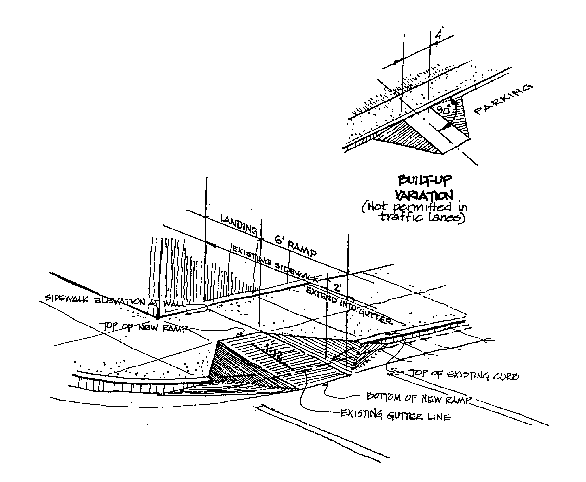 4'
90°
PARKING
BUILT-UP
VARIATION
(Not permitted in
traffic lanes)
LANDING
6' RAMP
EXISTING SIDEWALK
2'
EXTEND INTO GUTTER
SIDEWALK ELEVATION AT WALL
TOP OF NEW RAMP
TOP OF EXISTING CURB
BOTTOM OF NEW RAMP
EXISTING GUTTER LINE